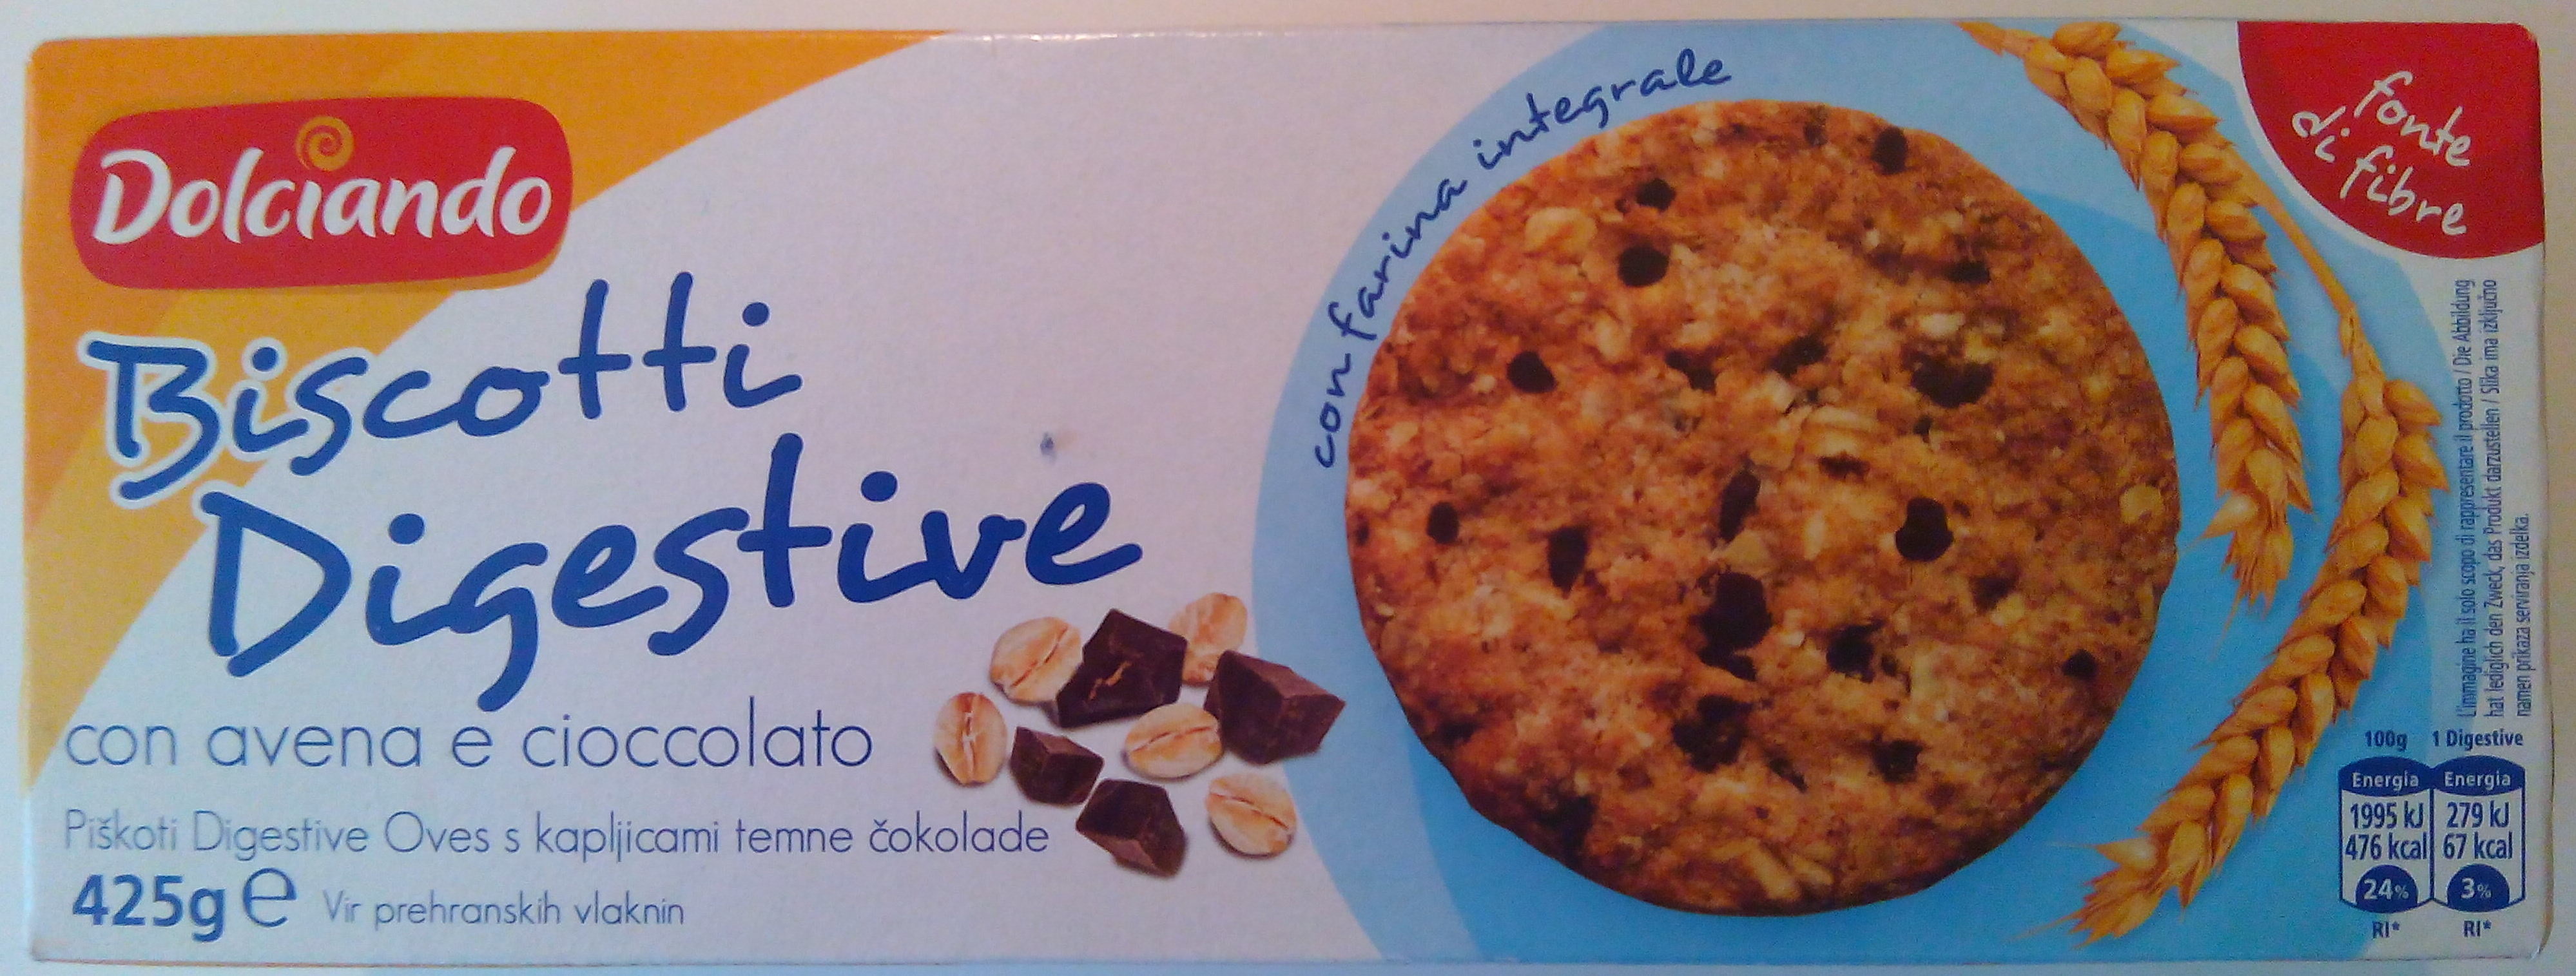 Dolciando
Biscotti
Digestive
con avena e cioccolato
Piškoti Digestive Oves s kapljicami temne čokolade
425g e Vir prehranskih vlaknin
con farina integrale
fonte
di fibre
L'immagine ha il solo scopo di rappresentare il prodotto / Die Abbildung
hat lediglich den Zweck, das Produkt darzustellen / Slika ima izključno
namen prikaza serviranja izdelka.
100g 1 Digestive
Energia Energia
1995 kJ 279 kJ
476 kcal 67 kcal
24% 3%
RI* RI*